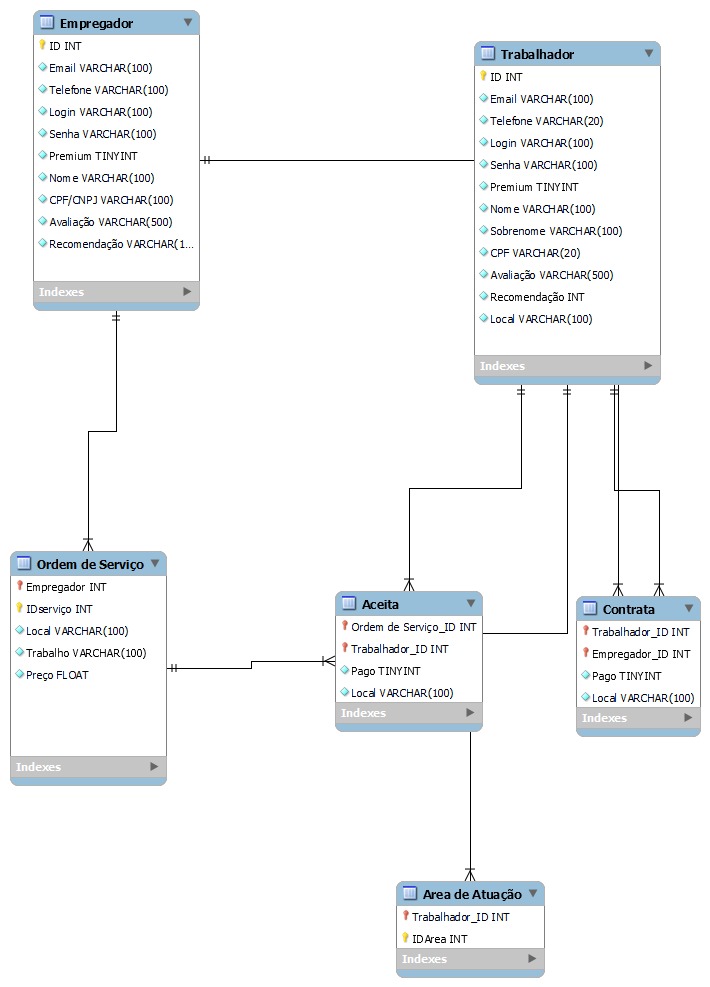 Empregador
ID INT
Email VARCHAR(100)
Telefone VARCHAR(100)
Login VARCHAR(100)
Senha VARCHAR(100)
Premium TINYINT
Nome VARCHAR(100)
CPF/CNPJ VARCHAR(100)
Avaliação VARCHAR(500)
Recomendação VARCHAR(1...
Indexes
Trabalhador
ID INT
Email VARCHAR(100)
Telefone VARCHAR(20)
Login VARCHAR(100)
Senha VARCHAR(100)
Premium TINYINT
Nome VARCHAR(100)
Sobrenome VARCHAR(100)
CPF VARCHAR(20)
Avaliação VARCHAR(500)
Recomendação INT
Local VARCHAR(100)
Indexes
Ordem de Serviço
Empregador INT
IDserviço INT
Local VARCHAR(100)
Trabalho VARCHAR(100)
Preço FLOAT
Indexes
Aceita
Ordem de Serviço_ID INT
Trabalhador_ID INT
Pago TINYINT
Local VARCHAR(100)
Indexes
Contrata
Trabalhador_ID INT
Empregador_ID INT
Pago TINYINT
Local VARCHAR(100)
Indexes
Area de Atuação
Trabalhador_ID INT
IDArea INT
Indexes